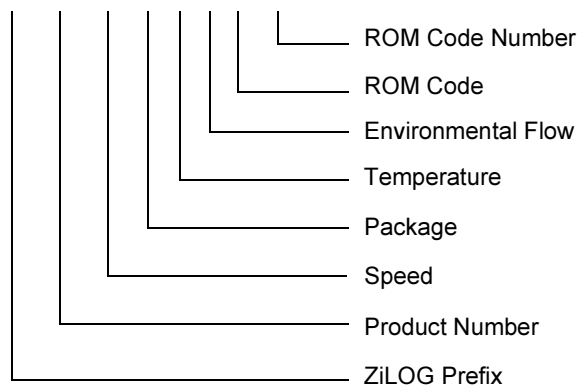 ROM Code Number
ROM Code
Environmental Flow
Temperature
Package
Speed
Product Number
ZiLOG Prefix